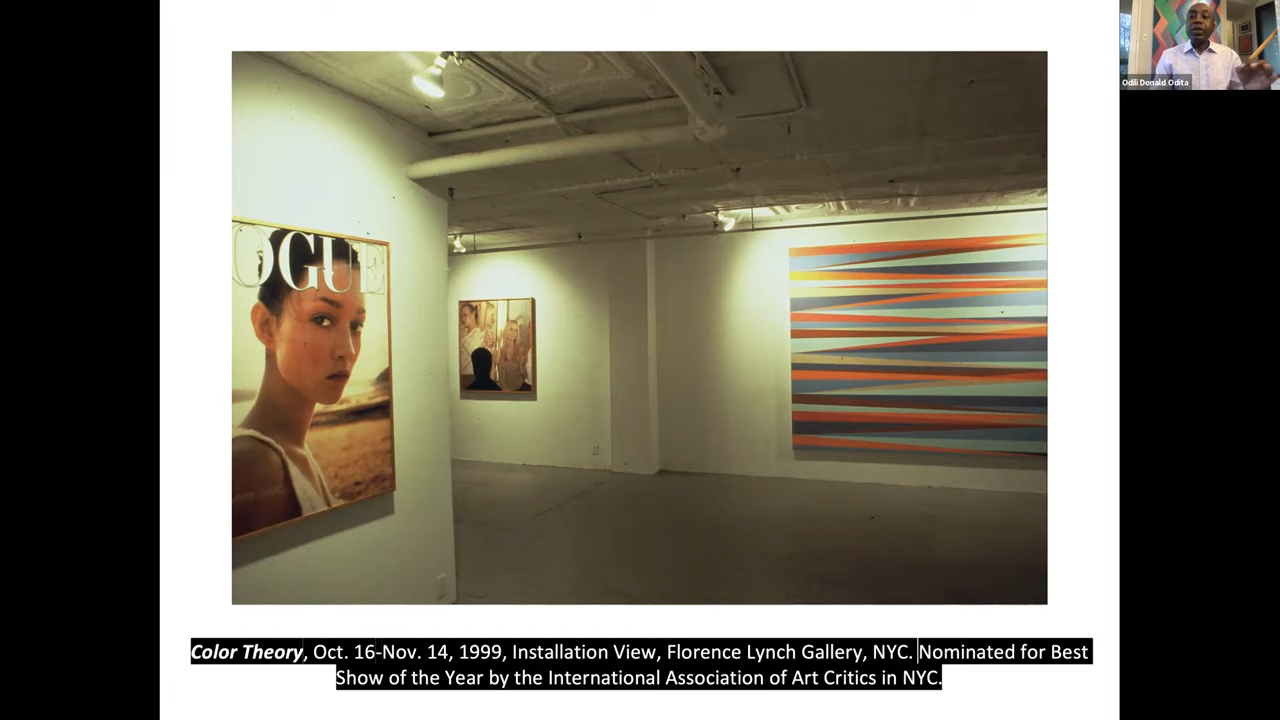 Odili Donald Odita
VOGUE
Color Theory, Oct. 16-Nov. 14, 1999, Installation View, Florence Lynch Gallery, NYC. Nominated for Best
Show of the Year by the International Association of Art Critics in NYC.